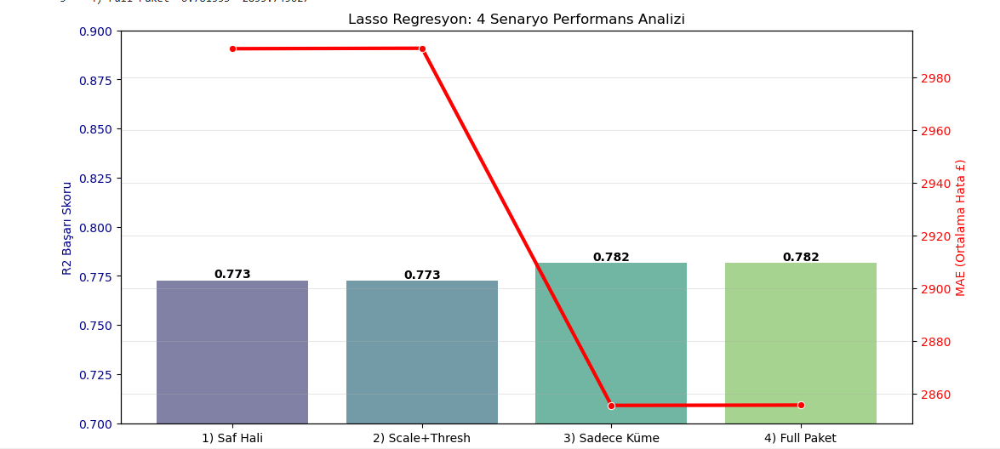 Lasso Regresyon: 4 Senaryo Performans Analizi
R2 Başarı Skoru
0.900
0.875
0.850
0.825
0.800
0.775
0.750
0.725
0.700
0.773
0.773
0.782
0.782
2980
2960
2940
2920
2900
2880
2860
MAE (Ortalama Hata £)
1) Saf Hali
2) Scale+Thresh
3) Sadece Küme
4) Full Paket